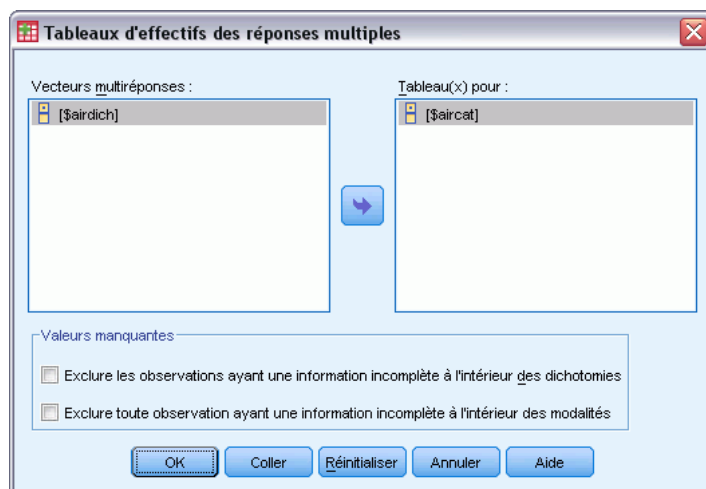 Tableaux d'effectifs des réponses multiples
Vecteurs multiréponses :
Tableau(x) pour :
[$airdich]
[$aircat]
Valeurs manquantes
Exclure les observations ayant une information incomplète à l'intérieur des dichotomies
Exclure toute observation ayant une information incomplète à l'intérieur des modalités
OK Coller Réinitialiser Annuler Aide